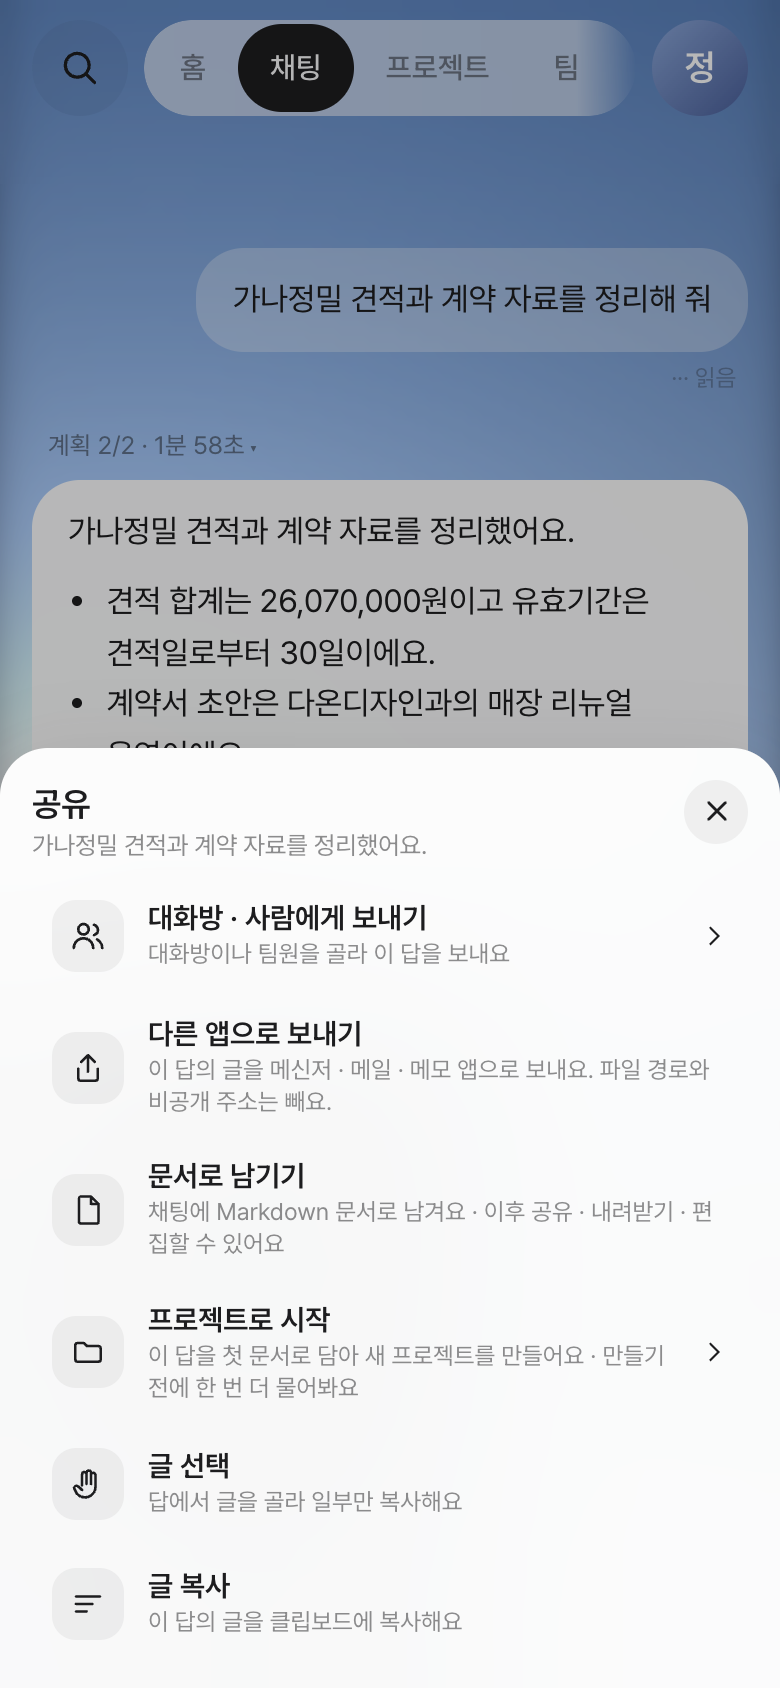 홈
채팅
프로젝트
팀
정
가나정밀 견적과 계약 자료를 정리해 줘
··· 읽음
계획 2/2 · 1분 58초 ▾
가나정밀 견적과 계약 자료를 정리했어요.
• 견적 합계는 26,070,000원이고 유효기간은
견적일로부터 30일이에요.
• 계약서 초안은 다온디자인과의 매장 리뉴얼
공유
가나정밀 견적과 계약 자료를 정리했어요.
대화방 · 사람에게 보내기
대화방이나 팀원을 골라 이 답을 보내요
다른 앱으로 보내기
이 답의 글을 메신저 · 메일 · 메모 앱으로 보내요. 파일 경로와
비공개 주소는 빼요.
문서로 남기기
채팅에 Markdown 문서로 남겨요 · 이후 공유 · 내려받기 · 편
집할 수 있어요
프로젝트로 시작
이 답을 첫 문서로 담아 새 프로젝트를 만들어요 · 만들기
전에 한 번 더 물어봐요
글 선택
답에서 글을 골라 일부만 복사해요
글 복사
이 답의 글을 클립보드에 복사해요